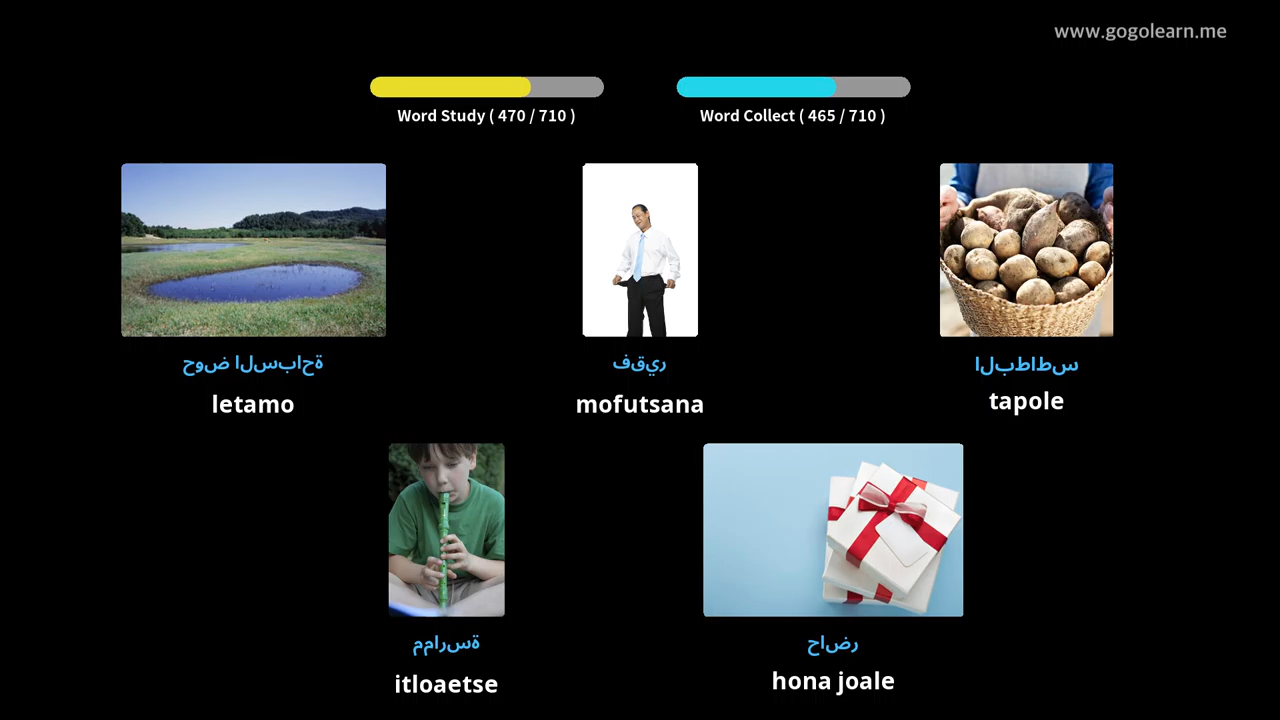 www.gogolearn.me
Word Study ( 470 / 710 )
Word Collect ( 465 / 710 )
حوض السباحة
letamo
فقير
mofutsana
البطاطس
tapole
ممارسة
itloaetse
حاضر
hona joale